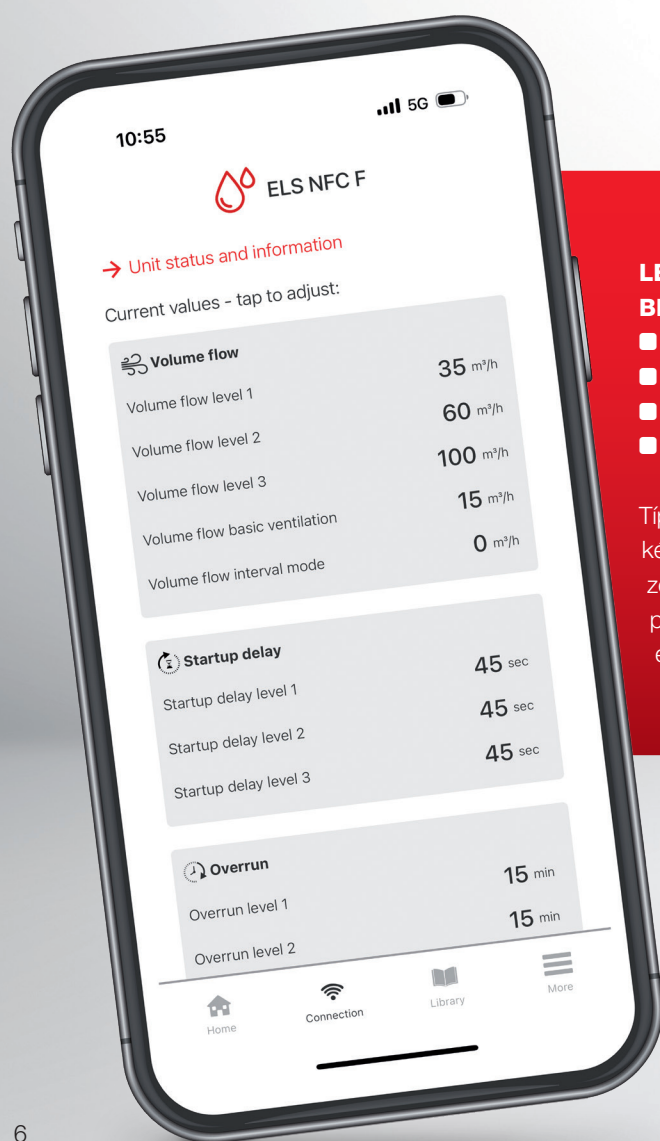 10:55
5G
ELS NFC F
→ Unit status and information
Current values - tap to adjust:
Volume flow
Volume flow level 1 35 m³/h
Volume flow level 2 60 m³/h
Volume flow level 3 100 m³/h
Volume flow basic ventilation 15 m³/h
Volume flow interval mode 0 m³/h
Startup delay
Startup delay level 1 45 sec
Startup delay level 2 45 sec
Startup delay level 3 45 sec
Overrun
Overrun level 1 15 min
Overrun level 2 15 min
Home
Connection
Library
More
6